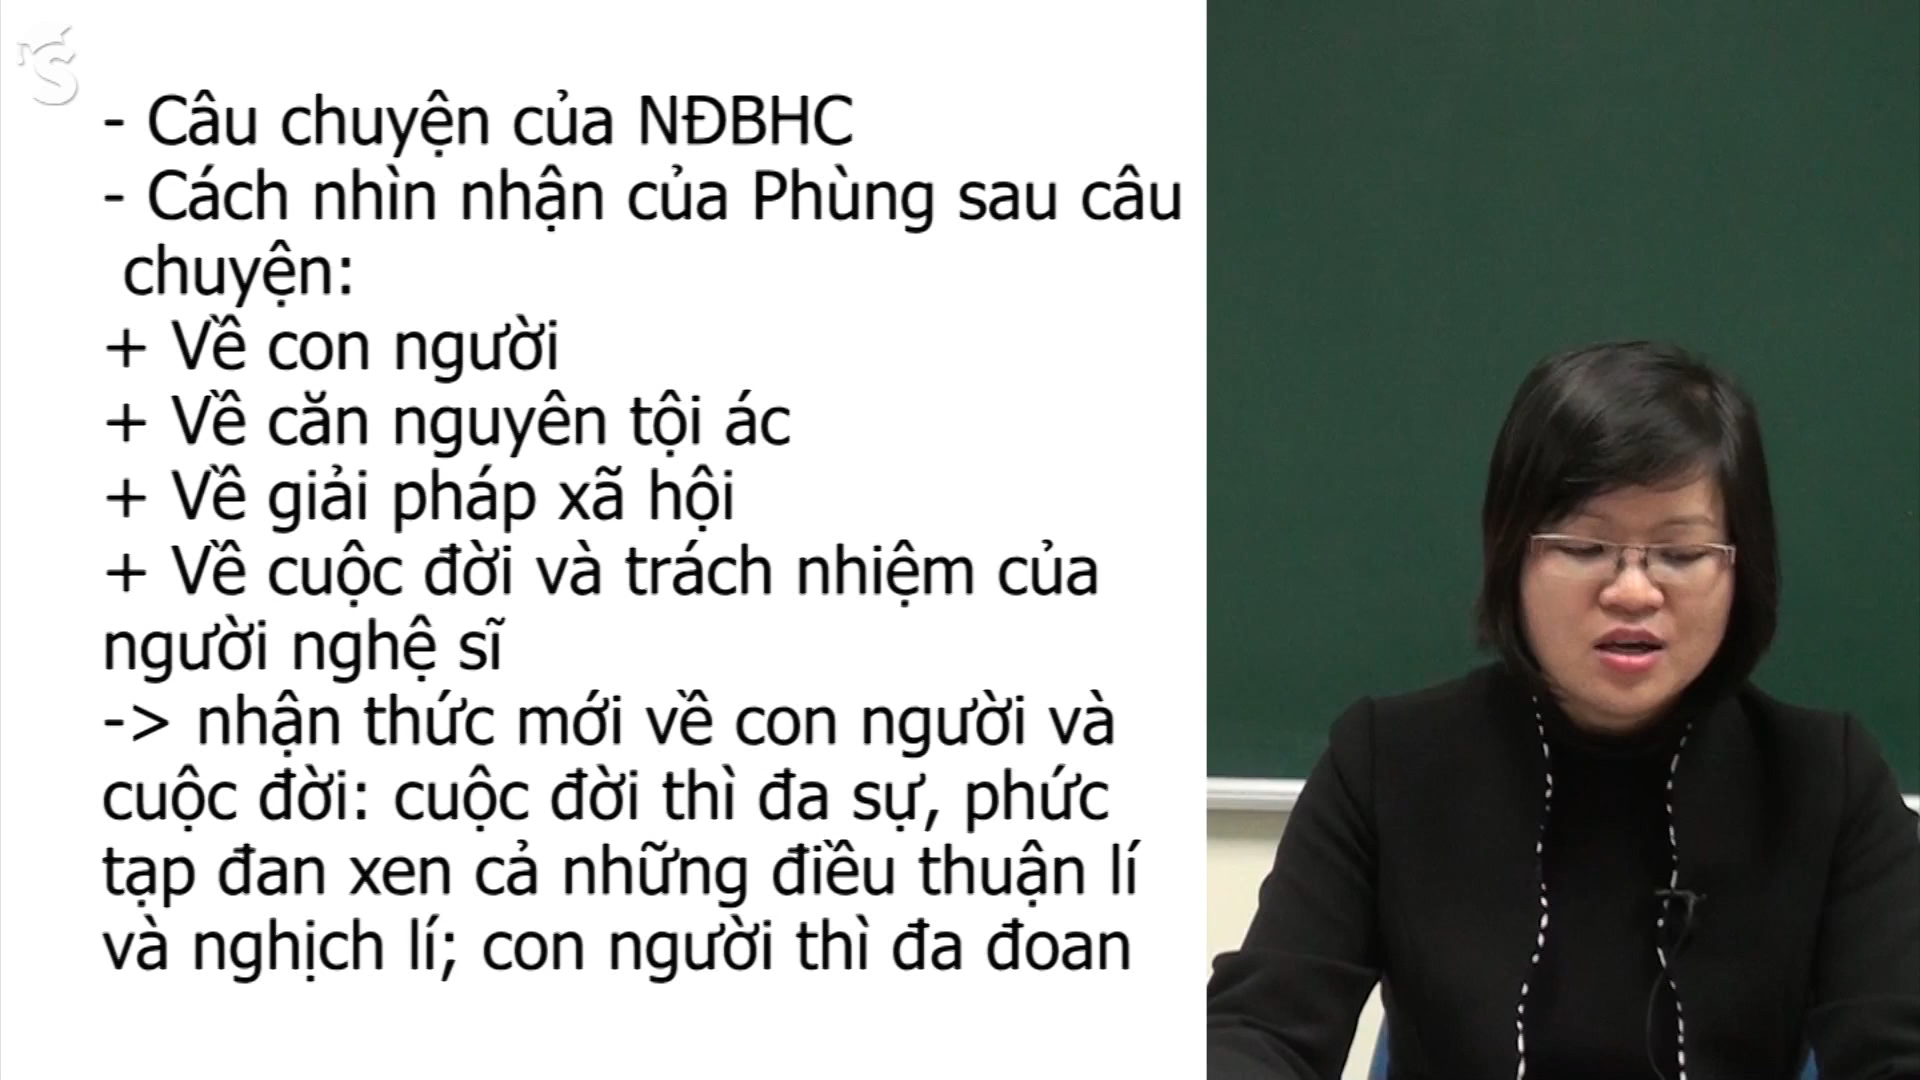 - Câu chuyện của NĐBHC
- Cách nhìn nhận của Phùng sau câu
chuyện:
+ Về con người
+ Về căn nguyên tội ác
+ Về giải pháp xã hội
+ Về cuộc đời và trách nhiệm của
người nghệ sĩ
-> nhận thức mới về con người và
cuộc đời: cuộc đời thì đa sự, phức
tạp đan xen cả những điều thuận lí
và nghịch lí; con người thì đa đoan